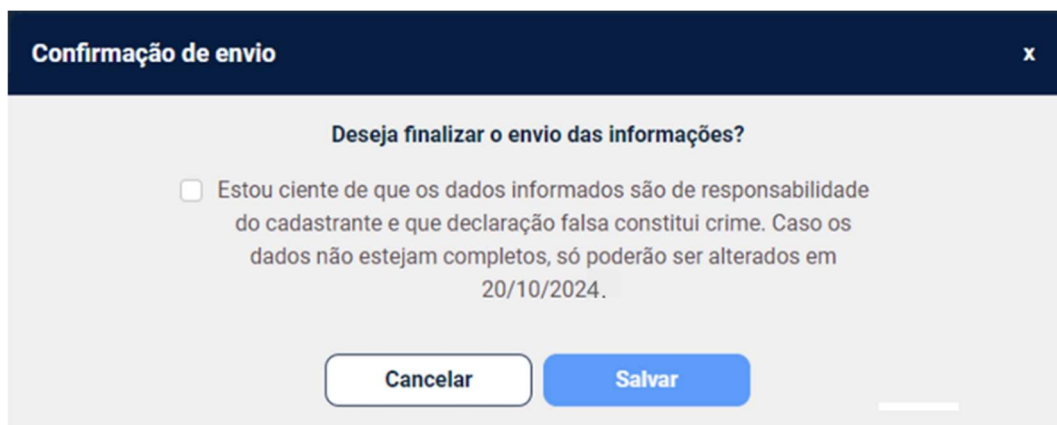 Confirmação de envio x
Deseja finalizar o envio das informações?
Estou ciente de que os dados informados são de responsabilidade
do cadastrante e que declaração falsa constitui crime. Caso os
dados não estejam completos, só poderão ser alterados em
20/10/2024.
Cancelar Salvar